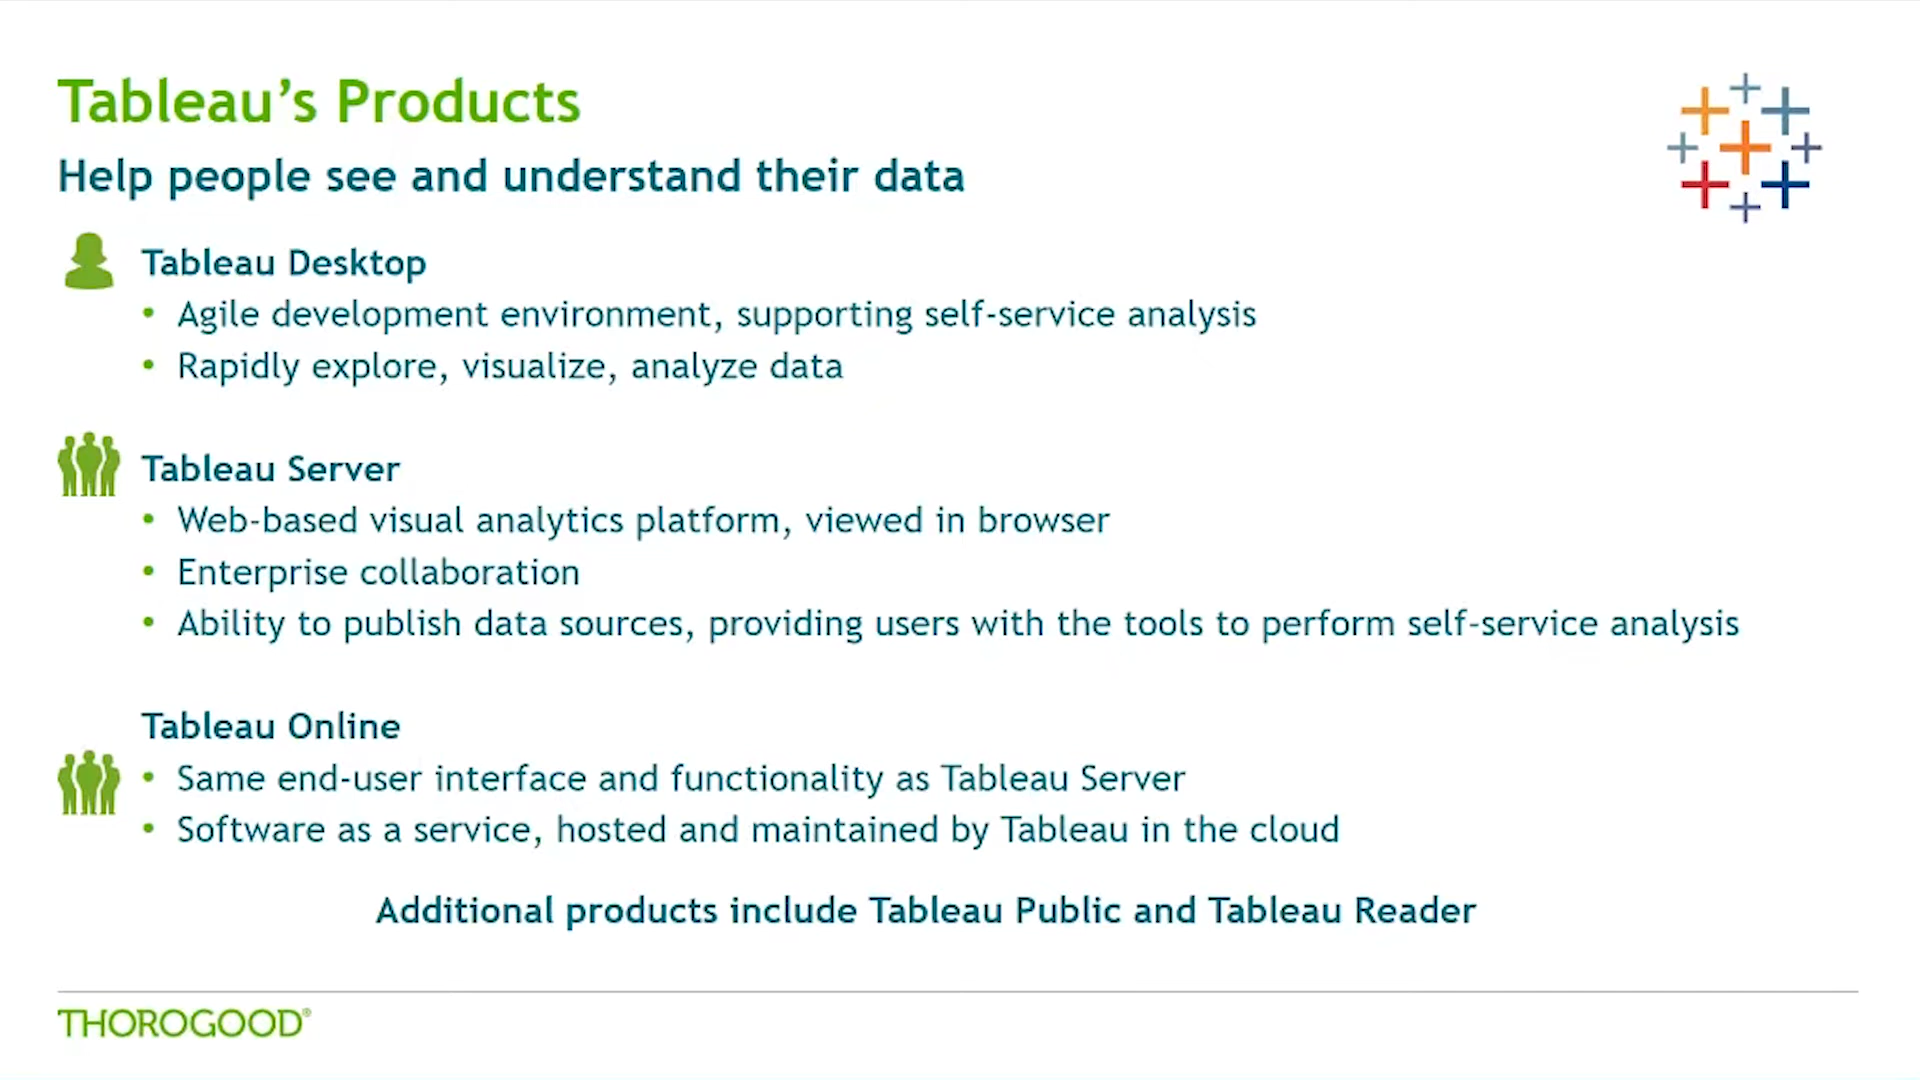 Tableau’s Products
Help people see and understand their data
Tableau Desktop
• Agile development environment, supporting self-service analysis
• Rapidly explore, visualize, analyze data
Tableau Server
• Web-based visual analytics platform, viewed in browser
• Enterprise collaboration
• Ability to publish data sources, providing users with the tools to perform self-service analysis
Tableau Online
• Same end-user interface and functionality as Tableau Server
• Software as a service, hosted and maintained by Tableau in the cloud
Additional products include Tableau Public and Tableau Reader
THOROGOOD®